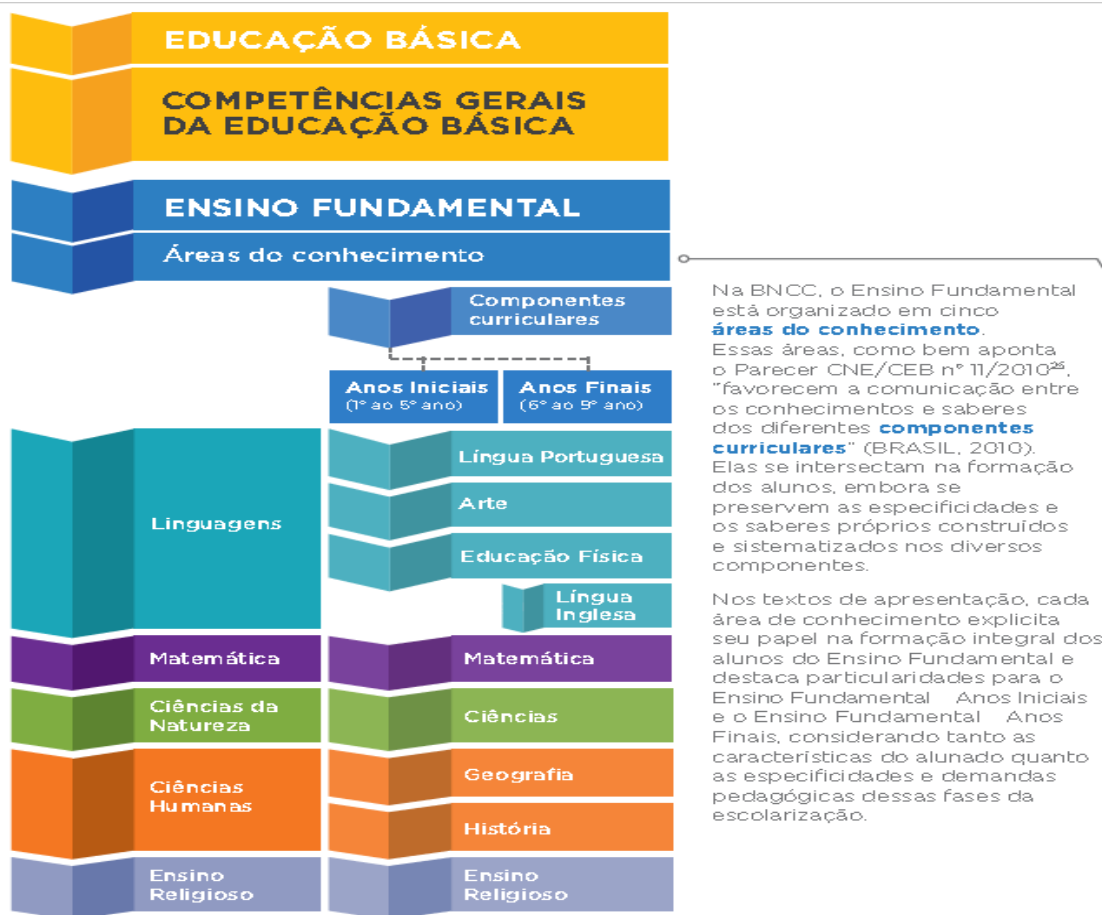 EDUCAÇÃO BÁSICA
COMPETÊNCIAS GERAIS
DA EDUCAÇÃO BÁSICA
ENSINO FUNDAMENTAL
Áreas do conhecimento
Componentes
curriculares
Anos Iniciais
(1º ao 5º ano)
Anos Finais
(6º ao 9º ano)
Linguagens
Língua Portuguesa
Arte
Educação Física
Língua
Inglesa
Matemática
Matemática
Ciências da
Natureza
Ciências
Ciências
Humanas
Geografia
História
Ensino
Religioso
Ensino
Religioso
Na BNCC, o Ensino Fundamental
está organizado em cinco
áreas do conhecimento.
Essas áreas, como bem aponta
o Parecer CNE/CEB nº 11/2010²⁵,
"favorecem a comunicação entre
os conhecimentos e saberes
dos diferentes componentes
curriculares" (BRASIL, 2010).
Elas se intersectam na formação
dos alunos, embora se
preservem as especificidades e
os saberes próprios construídos
e sistematizados nos diversos
componentes.
Nos textos de apresentação, cada
área de conhecimento explicita
seu papel na formação integral dos
alunos do Ensino Fundamental e
destaca particularidades para o
Ensino Fundamental Anos Iniciais
e o Ensino Fundamental Anos
Finais, considerando tanto as
características do alunado quanto
as especificidades e demandas
pedagógicas dessas fases da
escolarização.